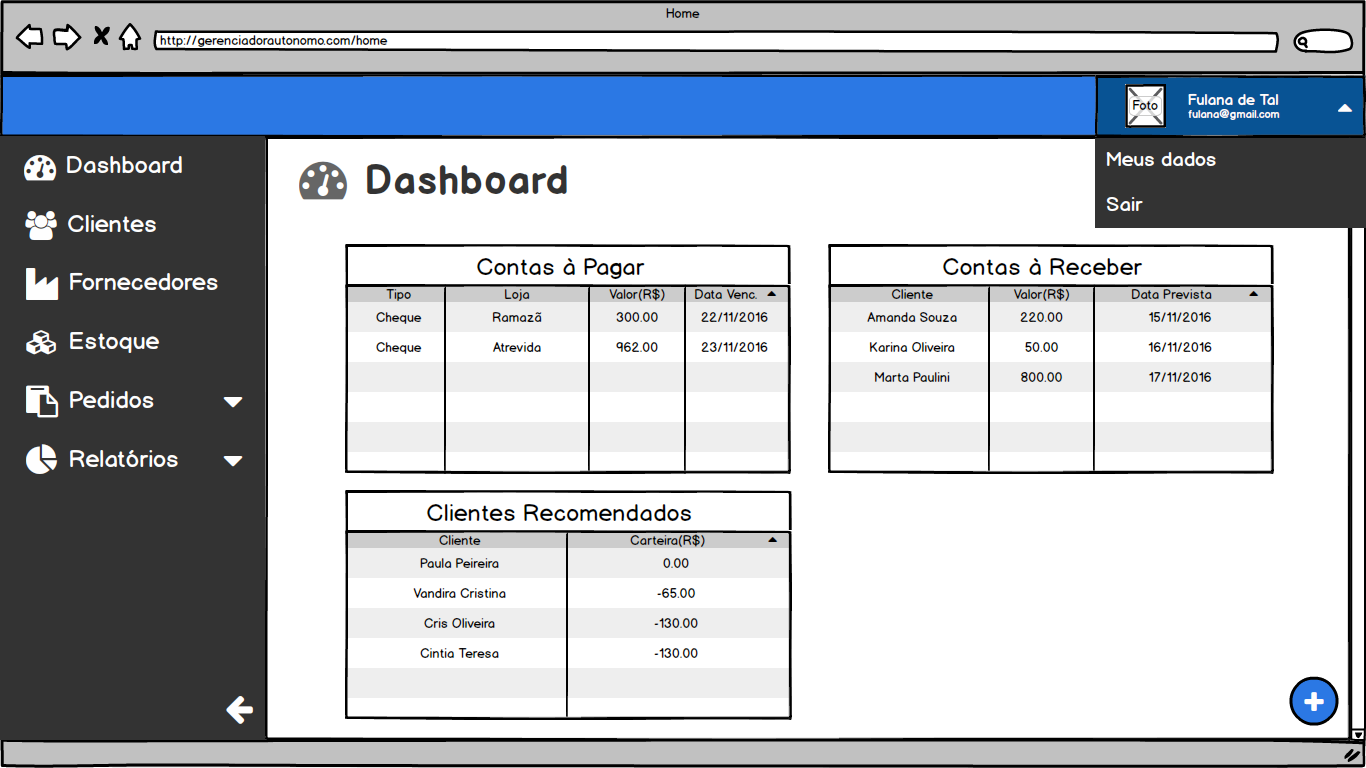 Home
http://gerenciadorautonomo.com/home
Foto
Fulana de Tal
fulana@gmail.com
Meus dados
Sair
Dashboard
Clientes
Fornecedores
Estoque
Pedidos
Relatórios
Dashboard
Contas à Pagar
Tipo Loja Valor(R$) Data Venc.
Cheque Ramazã 300.00 22/11/2016
Cheque Atrevida 962.00 23/11/2016
Contas à Receber
Cliente Valor(R$) Data Prevista
Amanda Souza 220.00 15/11/2016
Karina Oliveira 50.00 16/11/2016
Marta Paulini 800.00 17/11/2016
Clientes Recomendados
Cliente Carteira(R$)
Paula Peireira 0.00
Vandira Cristina -65.00
Cris Oliveira -130.00
Cintia Teresa -130.00